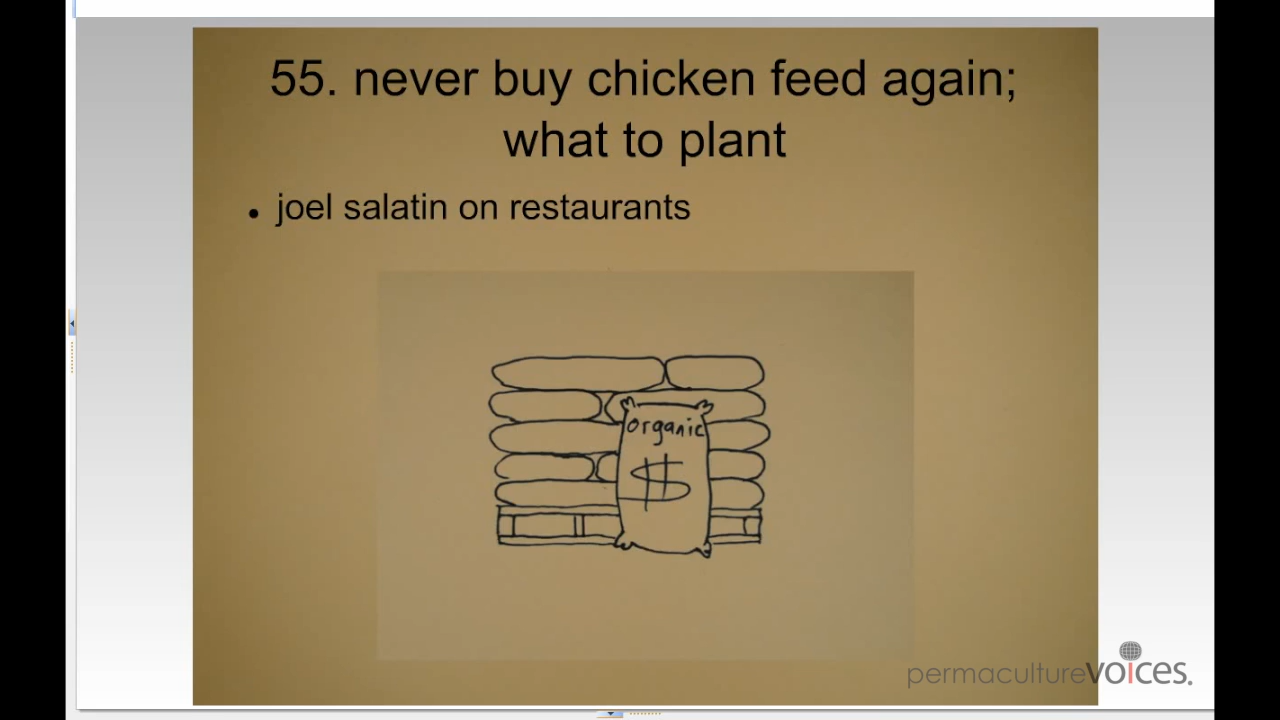 55. never buy chicken feed again;
what to plant
• joel salatin on restaurants
organic
$
permaculturevoices.